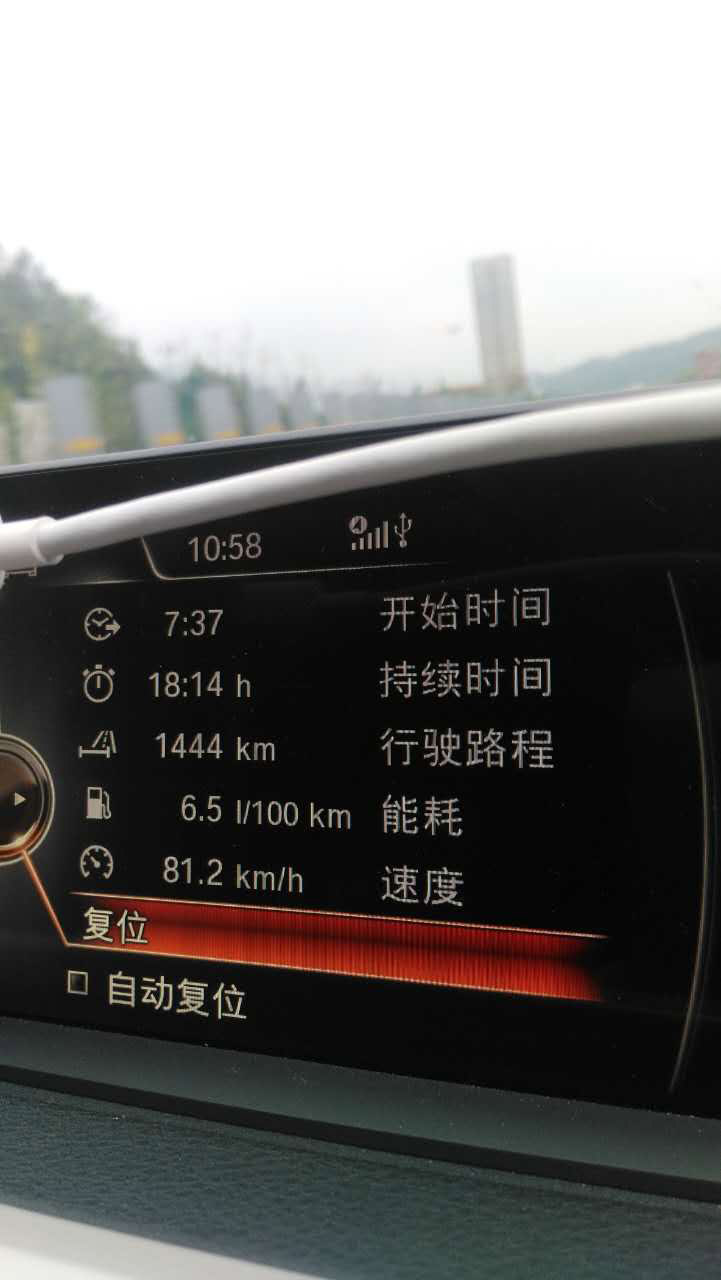 10:58
7:37 开始时间
18:14 h 持续时间
1444 km 行驶路程
6.5 l/100 km 能耗
81.2 km/h 速度
复位
自动复位